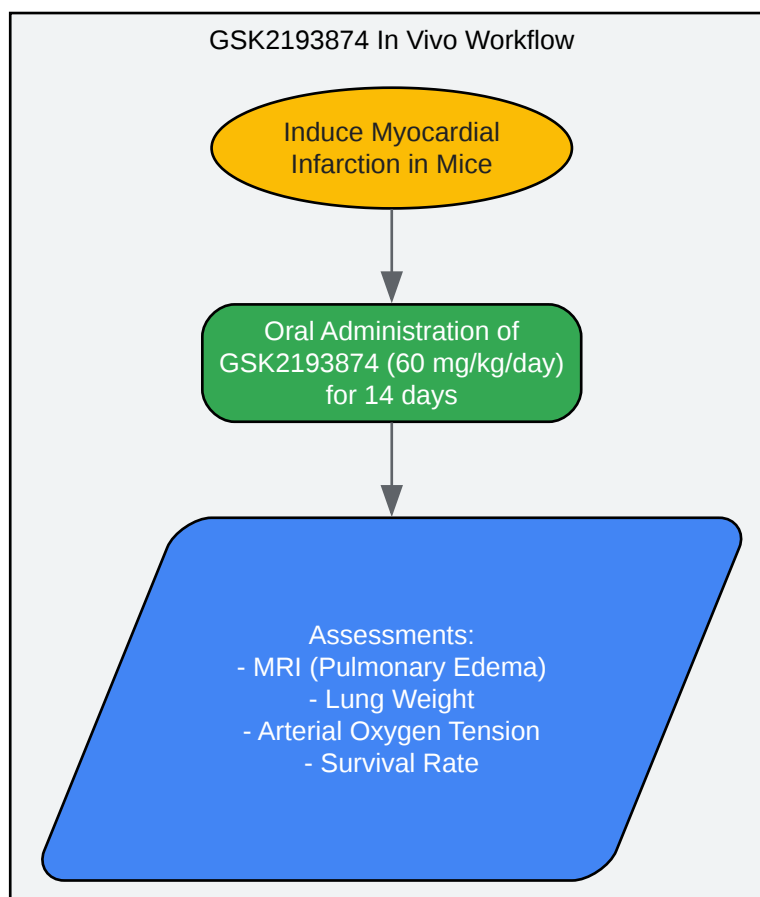 GSK2193874 In Vivo Workflow
Induce Myocardial
Infarction in Mice
Oral Administration of
GSK2193874 (60 mg/kg/day)
for 14 days
Assessments:
- MRI (Pulmonary Edema)
- Lung Weight
- Arterial Oxygen Tension
- Survival Rate